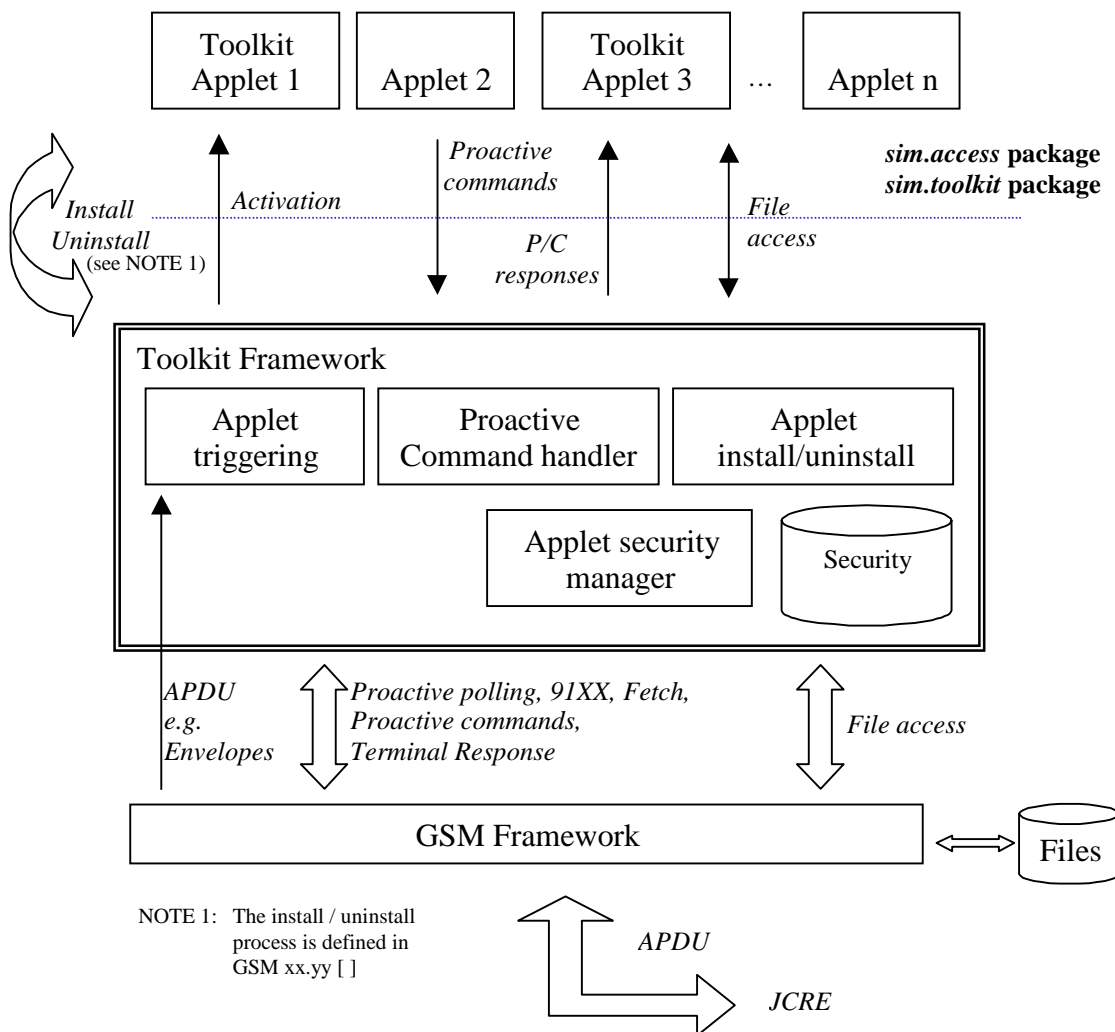 Toolkit
Applet 1
Applet 2
Toolkit
Applet 3
...
Applet n
Proactive
commands
sim.access package
sim.toolkit package
Install
Uninstall
(see NOTE 1)
Activation
P/C
responses
File
access
Toolkit Framework
Applet
triggering
Proactive
Command handler
Applet
install/uninstall
Applet security
manager
Security
APDU
e.g.
Envelopes
Proactive polling, 91XX, Fetch,
Proactive commands,
Terminal Response
File access
GSM Framework
Files
NOTE 1: The install / uninstall
process is defined in
GSM xx.yy [ ]
APDU
JCRE